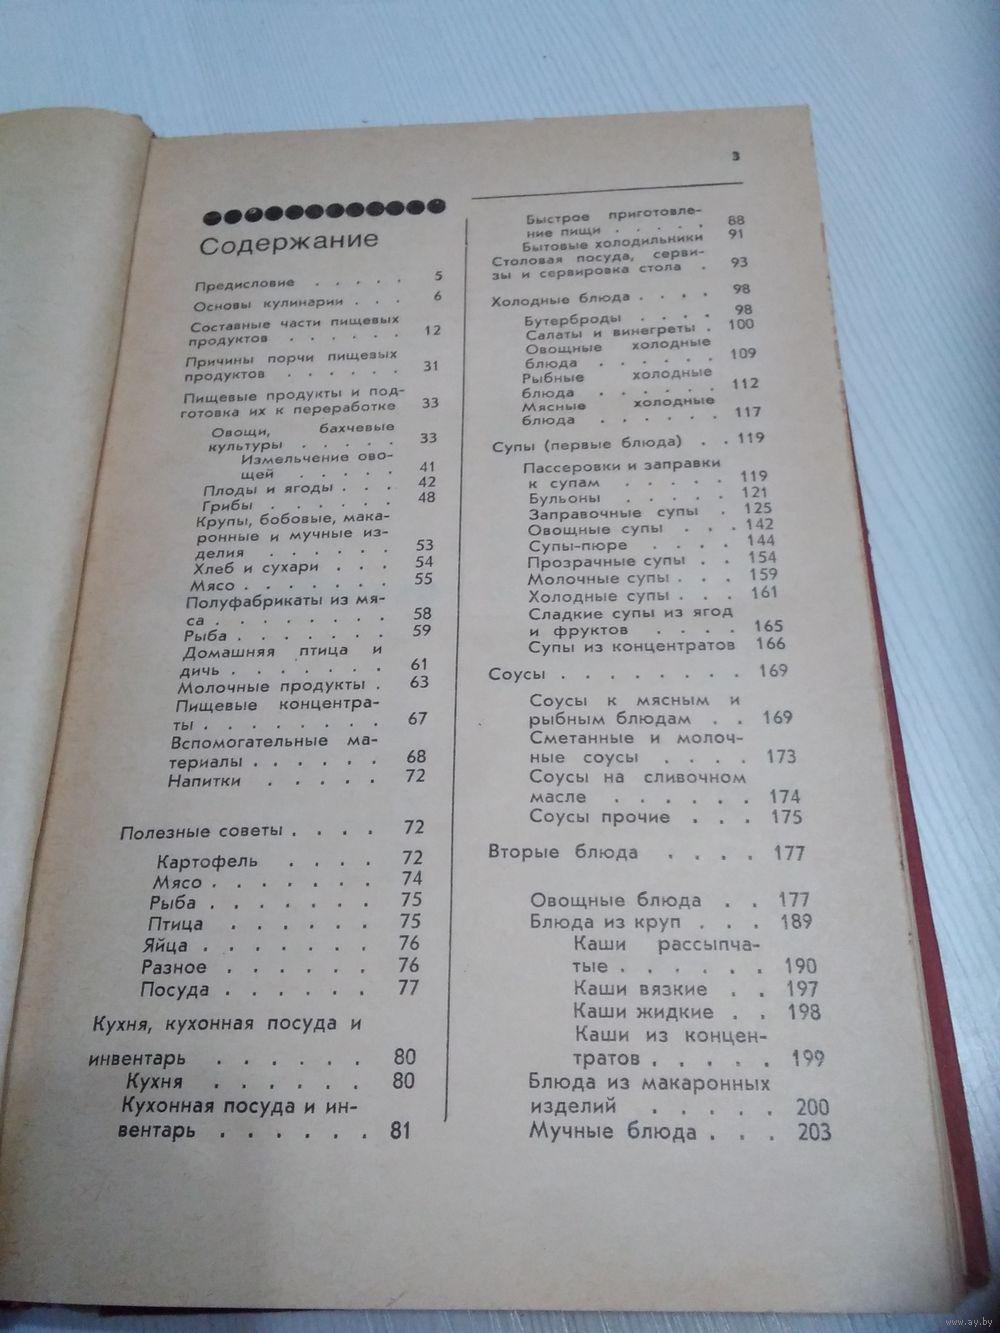 3
Содержание
Предисловие . . . . . 5
Основы кулинарии . . . 6
Составные части пищевых
продуктов . . . . . . 12
Причины порчи пищевых
продуктов . . . . . . 31
Пищевые продукты и под-
готовка их к переработке 33
Овощи, бахчевые
культуры . . . . . 33
Измельчение ово-
щей . . . . 41
Плоды и ягоды . . . 42
Грибы . . . . . . 48
Крупы, бобовые, мака-
ронные и мучные из-
делия . . . . . . 53
Хлеб и сухари . . . 54
Мясо . . . . . . . 55
Полуфабрикаты из мя-
са . . . . . . . . 58
Рыба . . . . . . . 59
Домашняя птица и
дичь . . . . . . . 61
Молочные продукты . 63
Пищевые концентра-
ты . . . . . . . . 67
Вспомогательные ма-
териалы . . . . . . 68
Напитки . . . . . 72
Полезные советы . . . . 72
Картофель . . . . 72
Мясо . . . . . . . 74
Рыба . . . . . . . 75
Птица . . . . . . 75
Яйца . . . . . . . 76
Разное . . . . . . 76
Посуда . . . . . . 77
Кухня, кухонная посуда и
инвентарь . . . . . . 80
Кухня . . . . . . 80
Кухонная посуда и ин-
вентарь . . . . . . 81
Быстрое приготовле-
ние пищи . . . . . 88
Бытовые холодильники 91
Столовая посуда, серви-
зы и сервировка стола . 93
Холодные блюда . . . . 98
Бутерброды . . . . 98
Салаты и винегреты . 100
Овощные холодные
блюда . . . . . . 109
Рыбные холодные
блюда . . . . . . 112
Мясные холодные
блюда . . . . . . 117
Супы (первые блюда) . . 119
Пассеровки и заправки
к супам . . . . . 119
Бульоны . . . . . 121
Заправочные супы . 125
Овощные супы . . . 142
Супы-пюре . . . . 144
Прозрачные супы . . 154
Молочные супы . . . 159
Холодные супы . . . 161
Сладкие супы из ягод
и фруктов . . . . 165
Супы из концентратов 166
Соусы . . . . . . . . 169
Соусы к мясным и
рыбным блюдам . . 169
Сметанные и молоч-
ные соусы . . . . 173
Соусы на сливочном
масле . . . . . . 174
Соусы прочие . . . 175
Вторые блюда . . . . 177
Овощные блюда . . 177
Блюда из круп . . . 189
Каши рассыпча-
тые . . . . . . 190
Каши вязкие . . 197
Каши жидкие . . 198
Каши из концен-
тратов . . . . . 199
Блюда из макаронных
изделий . . . . . 200
Мучные блюда . . . 203
www.ay.by